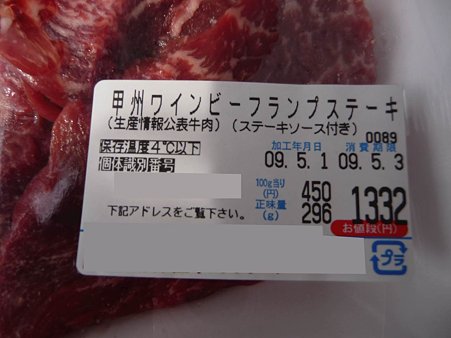 甲州ワインビーフランプステーキ
(生産情報公表牛肉)(ステーキソース付き)
0089
保存温度4℃以下
加工年月日 消費期限
個体識別番号
09.5.1 09.5.3
100g当り(円) 450
正味量(g) 296
1332
お値段(円)
下記アドレスをご覧下さい。
プラ